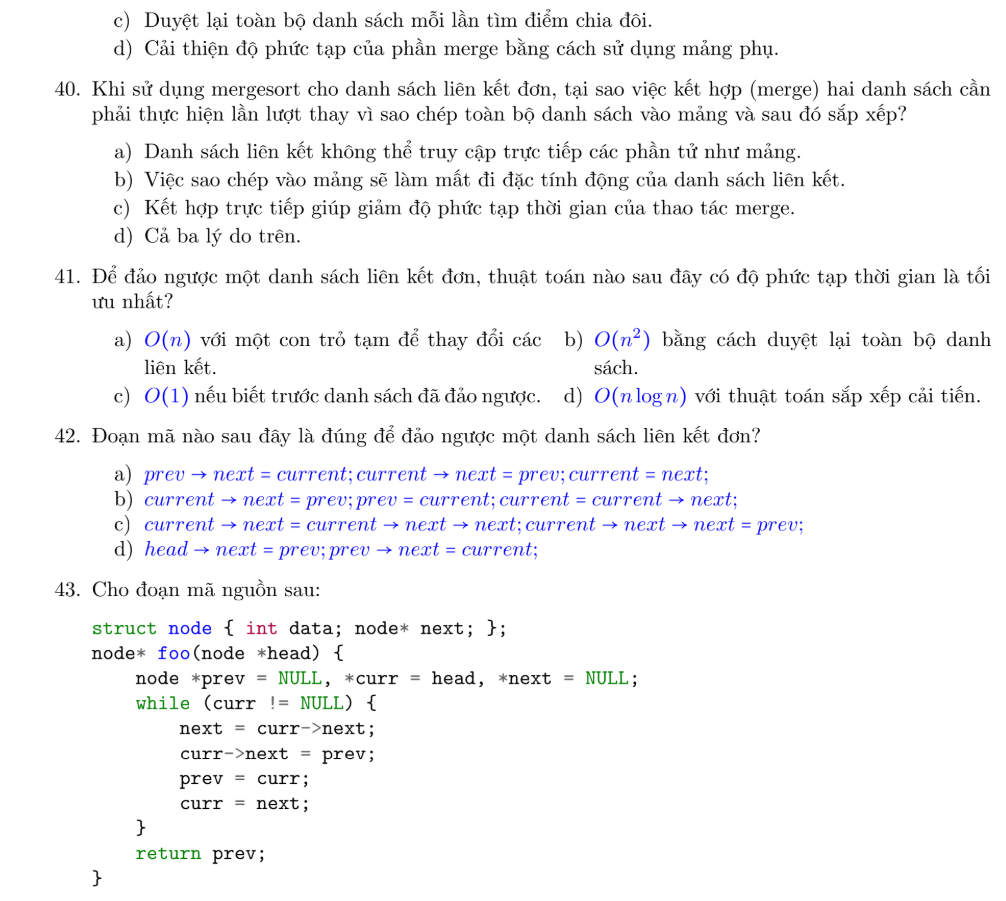 c) Duyệt lại toàn bộ danh sách mỗi lần tìm điểm chia đôi.
d) Cải thiện độ phức tạp của phần merge bằng cách sử dụng mảng phụ.
40. Khi sử dụng mergesort cho danh sách liên kết đơn, tại sao việc kết hợp (merge) hai danh sách cần
phải thực hiện lần lượt thay vì sao chép toàn bộ danh sách vào mảng và sau đó sắp xếp?
a) Danh sách liên kết không thể truy cập trực tiếp các phần tử như mảng.
b) Việc sao chép vào mảng sẽ làm mất đi đặc tính động của danh sách liên kết.
c) Kết hợp trực tiếp giúp giảm độ phức tạp thời gian của thao tác merge.
d) Cả ba lý do trên.
41. Để đảo ngược một danh sách liên kết đơn, thuật toán nào sau đây có độ phức tạp thời gian là tối
ưu nhất?
a) O(n) với một con trỏ tạm để thay đổi các
liên kết.
b) O(n²) bằng cách duyệt lại toàn bộ danh
sách.
c) O(1) nếu biết trước danh sách đã đảo ngược.
d) O(n log n) với thuật toán sắp xếp cải tiến.
42. Đoạn mã nào sau đây là đúng để đảo ngược một danh sách liên kết đơn?
a) prev → next = current; current → next = prev; current = next;
b) current → next = prev; prev = current; current = current → next;
c) current → next = current → next → next; current → next → next = prev;
d) head → next = prev; prev → next = current;
43. Cho đoạn mã nguồn sau:
struct node { int data; node* next; };
node* foo(node *head) {
    node *prev = NULL, *curr = head, *next = NULL;
    while (curr != NULL) {
        next = curr->next;
        curr->next = prev;
        prev = curr;
        curr = next;
    }
    return prev;
}